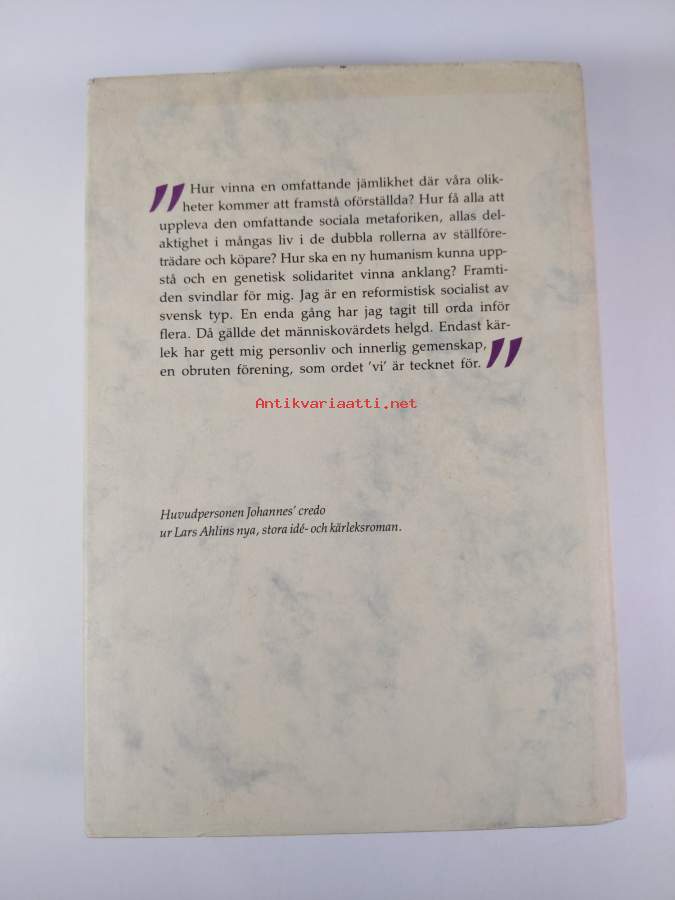 " Hur vinna en omfattande jämlikhet där våra olik-
heter kommer att framstå oförställda? Hur få alla att
uppleva den omfattande sociala metaforiken, allas del-
aktighet i mångas liv i de dubbla rollerna av ställföre-
trädare och köpare? Hur ska en ny humanism kunna upp-
stå och en genetisk solidaritet vinna anklang? Framti-
den svindlar för mig. Jag är en reformistisk socialist av
svensk typ. En enda gång har jag tagit till orda inför
flera. Då gällde det människovärdets helgd. Endast kär-
lek har gett mig personliv och innerlig gemenskap,
en obruten förening, som ordet 'vi' är tecknet för. "
Antikvariaatti.net
Huvudpersonen Johannes' credo
ur Lars Ahlins nya, stora idé- och kärleksroman.